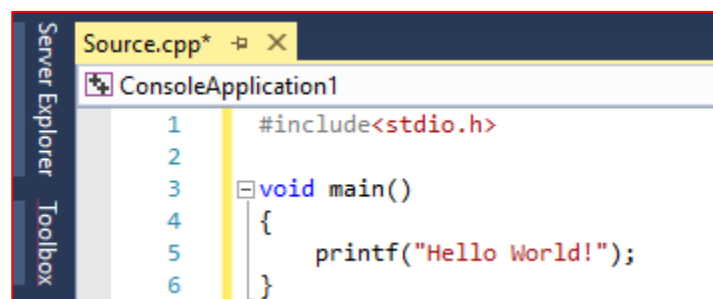 Server Explorer
Toolbox
Source.cpp*
ConsoleApplication1
1 #include<stdio.h>
2
3 void main()
4 {
5 printf("Hello World!");
6 }